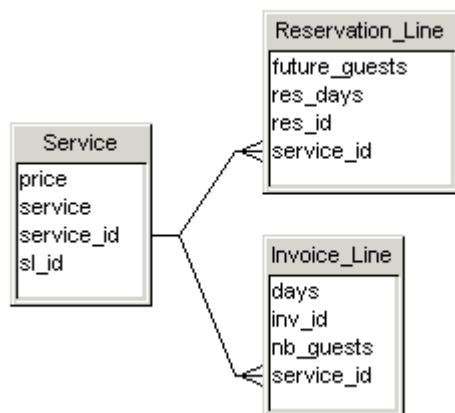 Reservation_Line
future_guests
res_days
res_id
service_id
Service
price
service
service_id
sl_id
Invoice_Line
days
inv_id
nb_guests
service_id